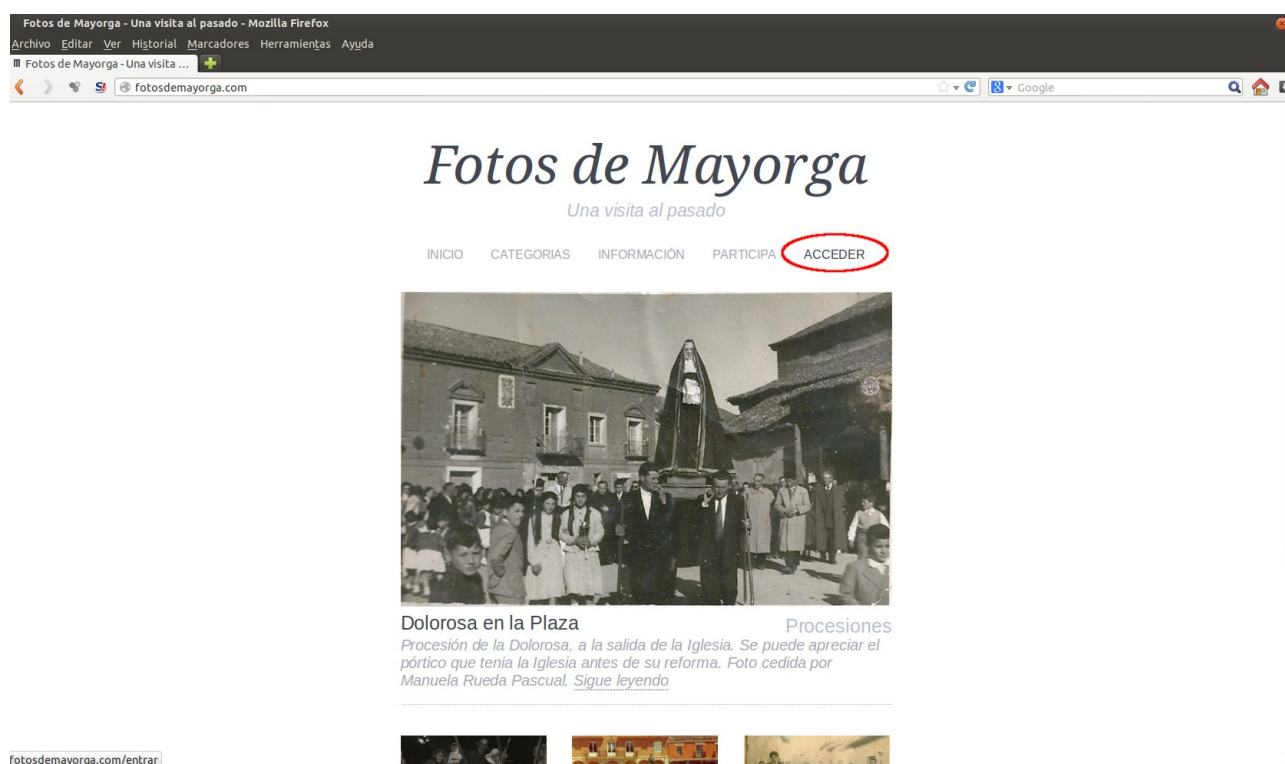 Fotos de Mayorga - Una visita al pasado - Mozilla Firefox
Archivo Editar Ver Historial Marcadores Herramientas Ayuda
Fotos de Mayorga - Una visita ...
fotosdemayorga.com
Google
Fotos de Mayorga
Una visita al pasado
INICIO CATEGORIAS INFORMACIÓN PARTICIPA ACCEDER
Dolorosa en la Plaza
Procesiones
Procesión de la Dolorosa, a la salida de la Iglesia. Se puede apreciar el
pórtico que tenia la Iglesia antes de su reforma. Foto cedida por
Manuela Rueda Pascual. Sigue leyendo
fotosdemayorga.com/entrar